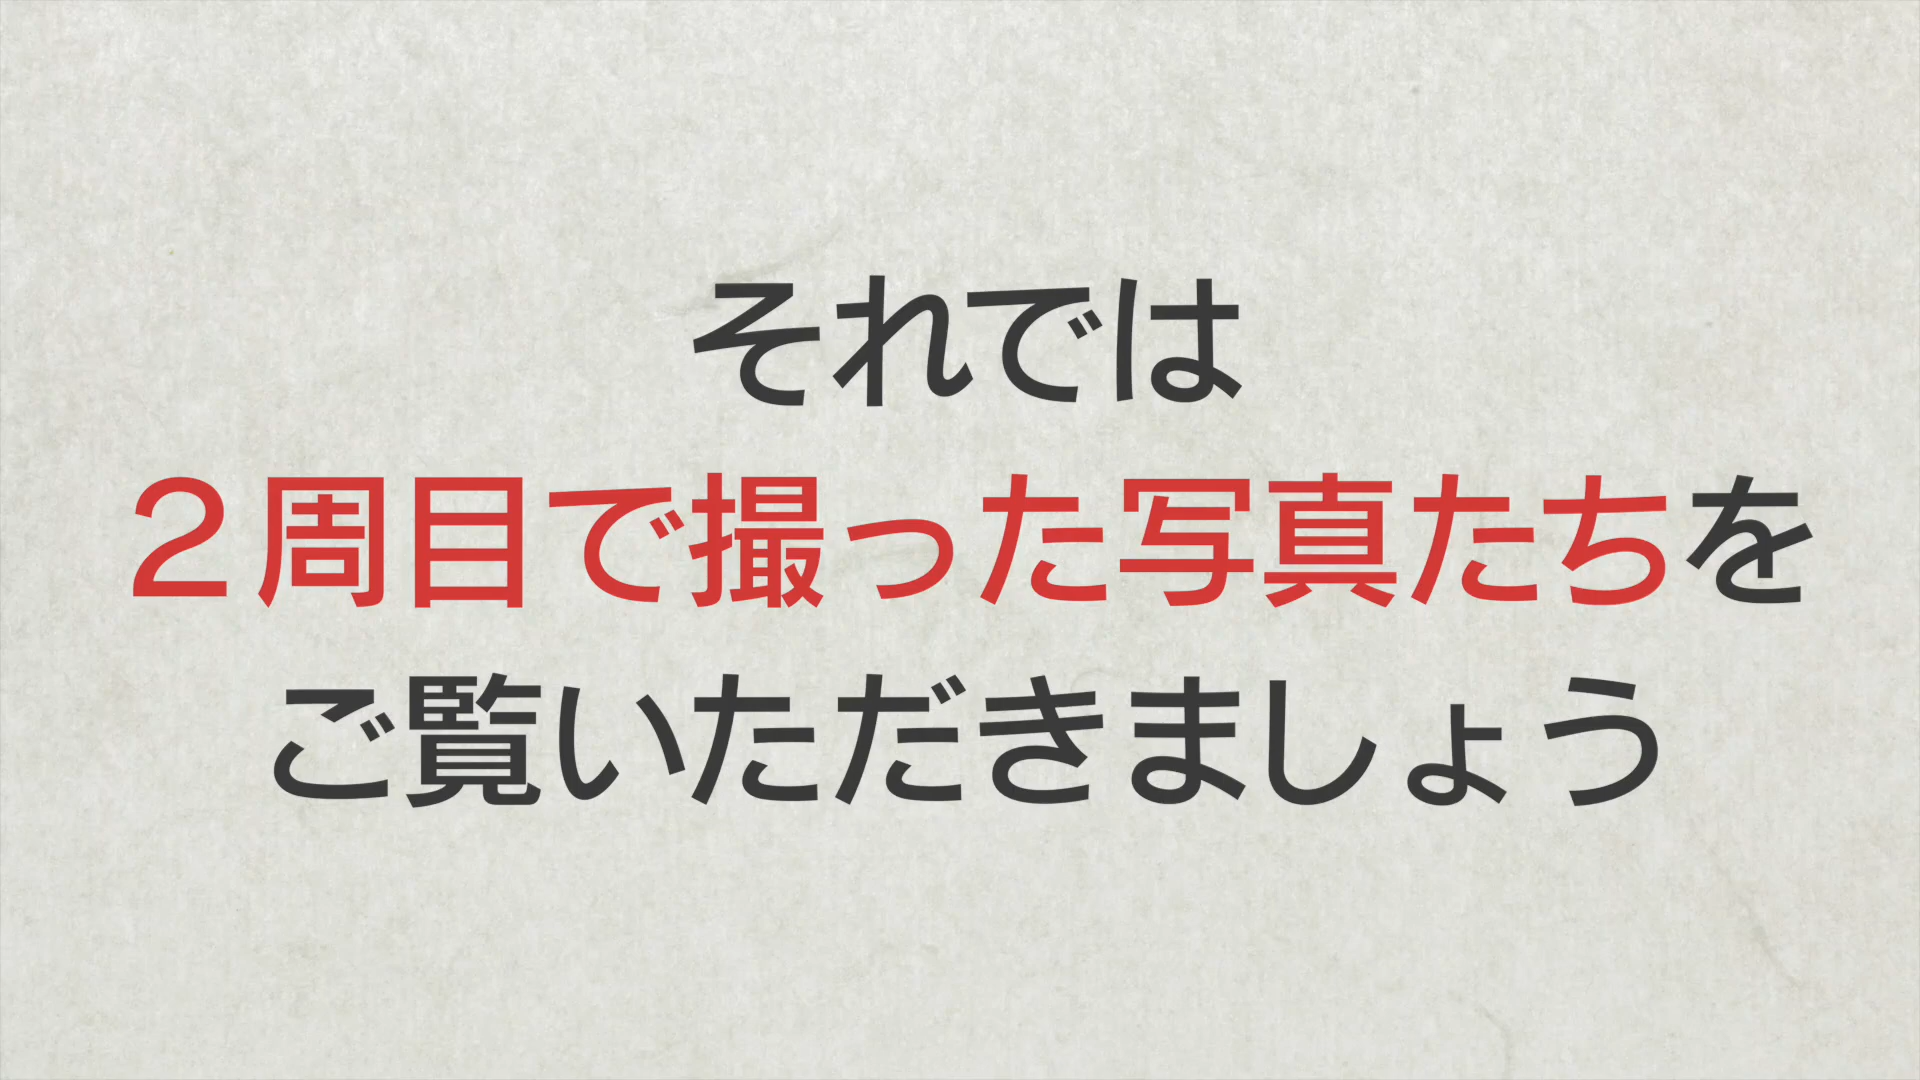 それでは
２周目で撮った写真たちを
ご覧いただきましょう